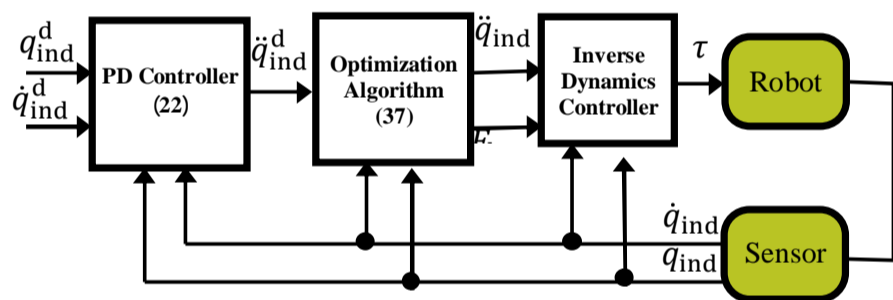 q_ind^d
q̇_ind^d
PD Controller
(22)
q̈_ind^d
Optimization
Algorithm
(37)
q̈_ind
Inverse
Dynamics
Controller
τ
Robot
q̇_ind
q_ind
Sensor